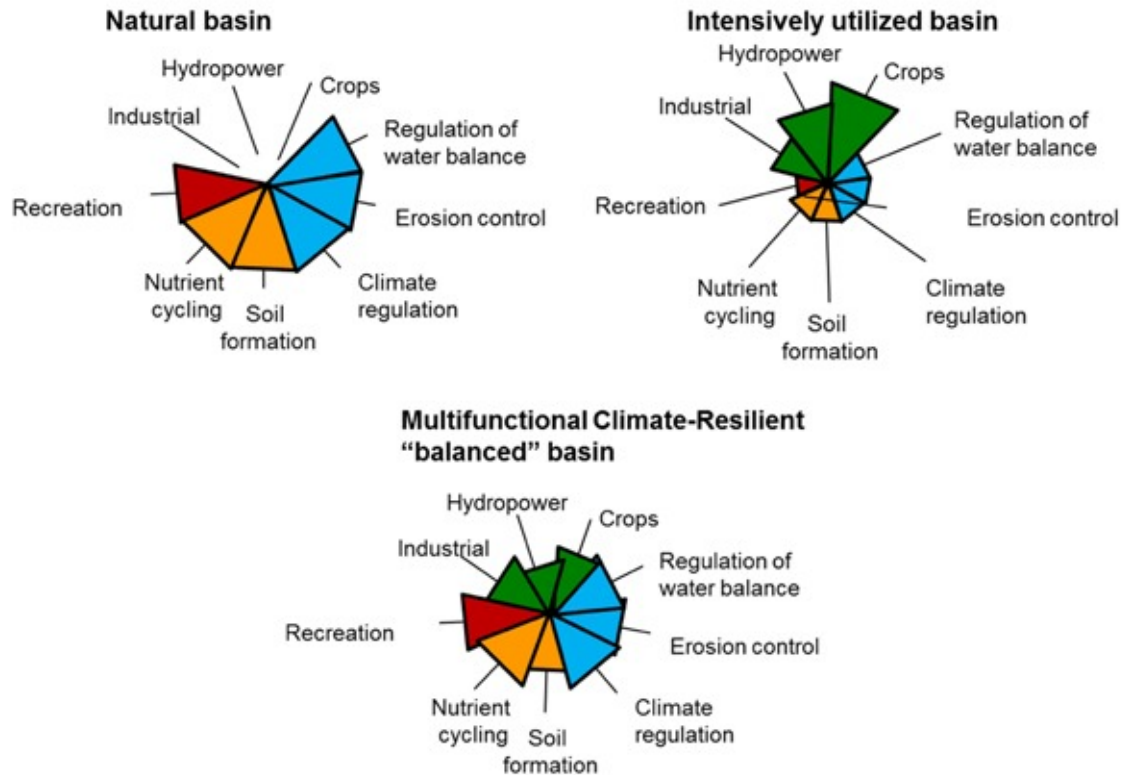 Natural basin
Hydropower
Crops
Industrial
Regulation of
water balance
Recreation
Erosion control
Nutrient
cycling
Climate
regulation
Soil
formation
Intensively utilized basin
Hydropower
Crops
Industrial
Regulation of
water balance
Recreation
Erosion control
Nutrient
cycling
Climate
regulation
Soil
formation
Multifunctional Climate-Resilient
“balanced” basin
Hydropower
Crops
Industrial
Regulation of
water balance
Recreation
Erosion control
Nutrient
cycling
Climate
regulation
Soil
formation